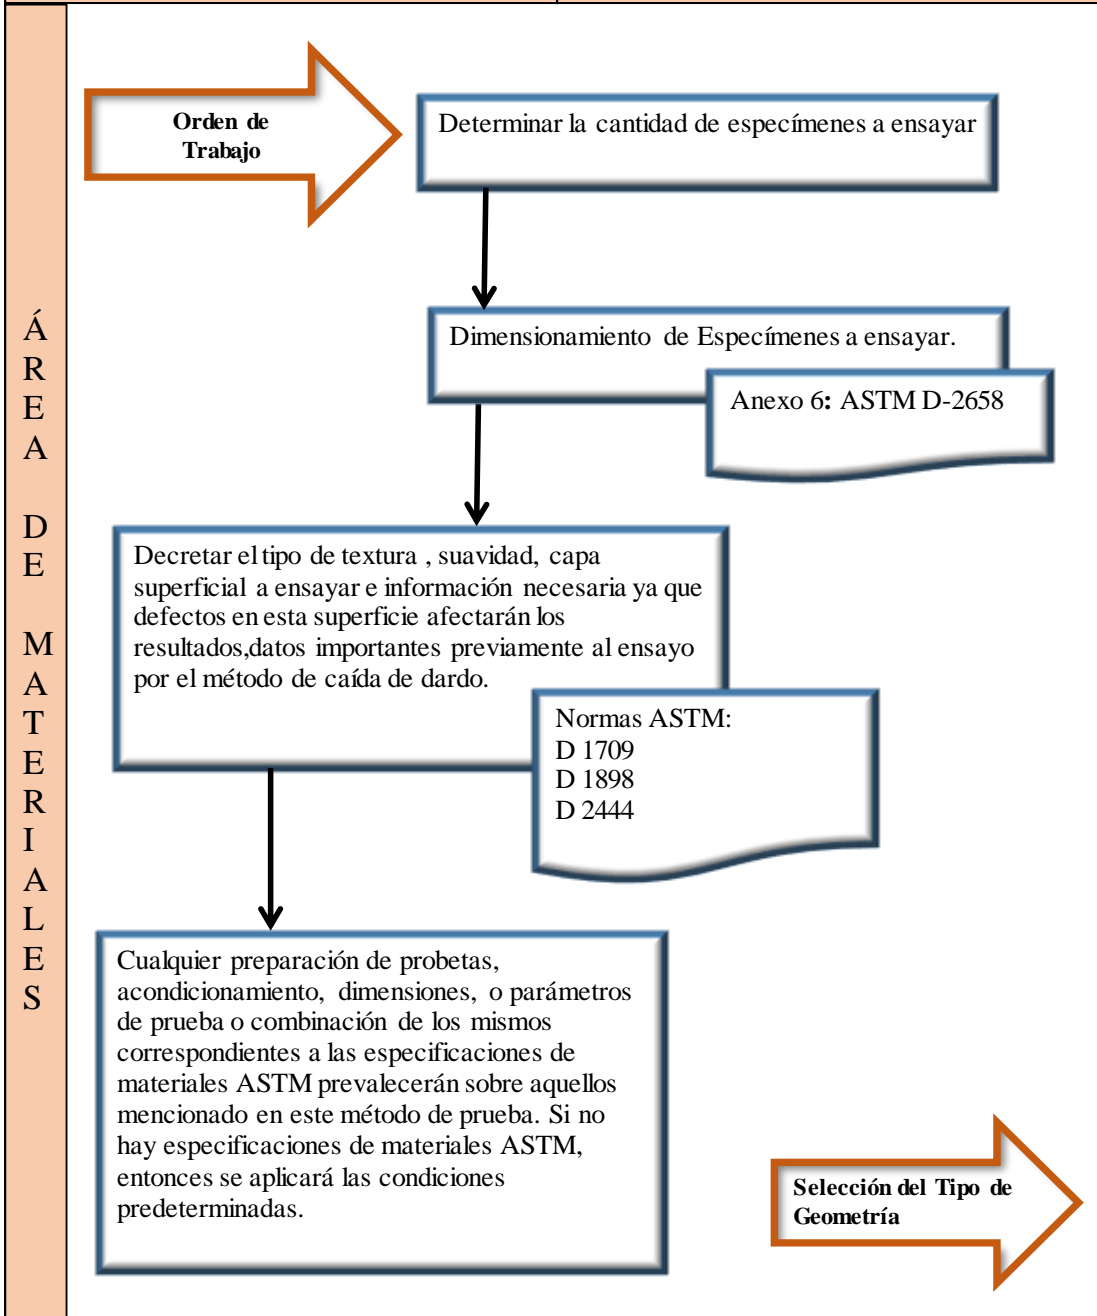 Orden de
Trabajo
Determinar la cantidad de especímenes a ensayar
Dimensionamiento de Especímenes a ensayar.
Anexo 6: ASTM D-2658
Decretar el tipo de textura , suavidad, capa
superficial a ensayar e información necesaria ya que
defectos en esta superficie afectarán los
resultados,datos importantes previamente al ensayo
por el método de caída de dardo.
Normas ASTM:
D 1709
D 1898
D 2444
Cualquier preparación de probetas,
acondicionamiento, dimensiones, o parámetros
de prueba o combinación de los mismos
correspondientes a las especificaciones de
materiales ASTM prevalecerán sobre aquellos
mencionado en este método de prueba. Si no
hay especificaciones de materiales ASTM,
entonces se aplicará las condiciones
predeterminadas.
Selección del Tipo de
Geometría
Á
R
E
A
D
E
M
A
T
E
R
I
A
L
E
S